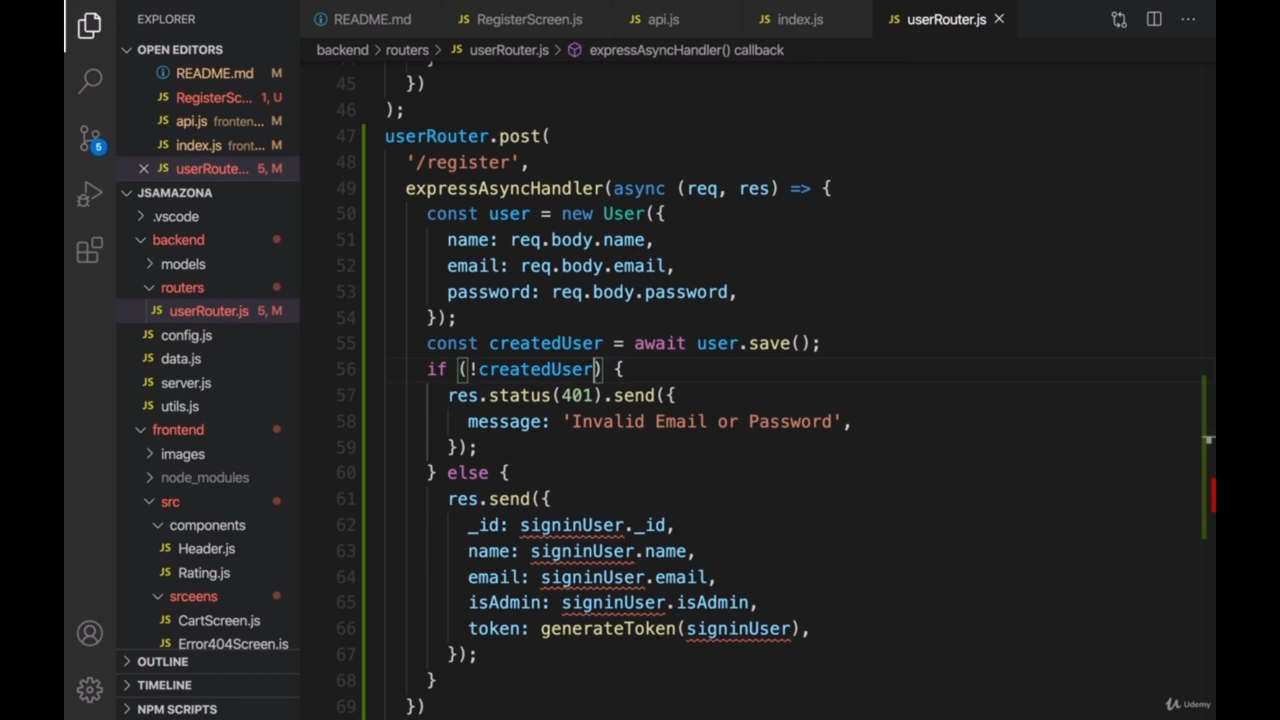 EXPLORER
README.md
RegisterScreen.js
api.js
index.js
userRouter.js
OPEN EDITORS
README.md M
RegisterSc... 1, U
api.js fronten... M
index.js front... M
userRoute... 5, M
JSAMAZONA
.vscode
backend
models
routers
userRouter.js 5, M
config.js
data.js
server.js
utils.js
frontend
images
node_modules
src
components
Header.js
Rating.js
srceens
CartScreen.js
Error404Screen.js
OUTLINE
TIMELINE
NPM SCRIPTS
5
backend > routers > JS userRouter.js > expressAsyncHandler() callback
45 })
46 );
47 userRouter.post(
48 '/register',
49 expressAsyncHandler(async (req, res) => {
50 const user = new User({
51 name: req.body.name,
52 email: req.body.email,
53 password: req.body.password,
54 });
55 const createdUser = await user.save();
56 if (!createdUser) {
57 res.status(401).send({
58 message: 'Invalid Email or Password',
59 });
60 } else {
61 res.send({
62 _id: signinUser._id,
63 name: signinUser.name,
64 email: signinUser.email,
65 isAdmin: signinUser.isAdmin,
66 token: generateToken(signinUser),
67 });
68 }
69 })
Udemy